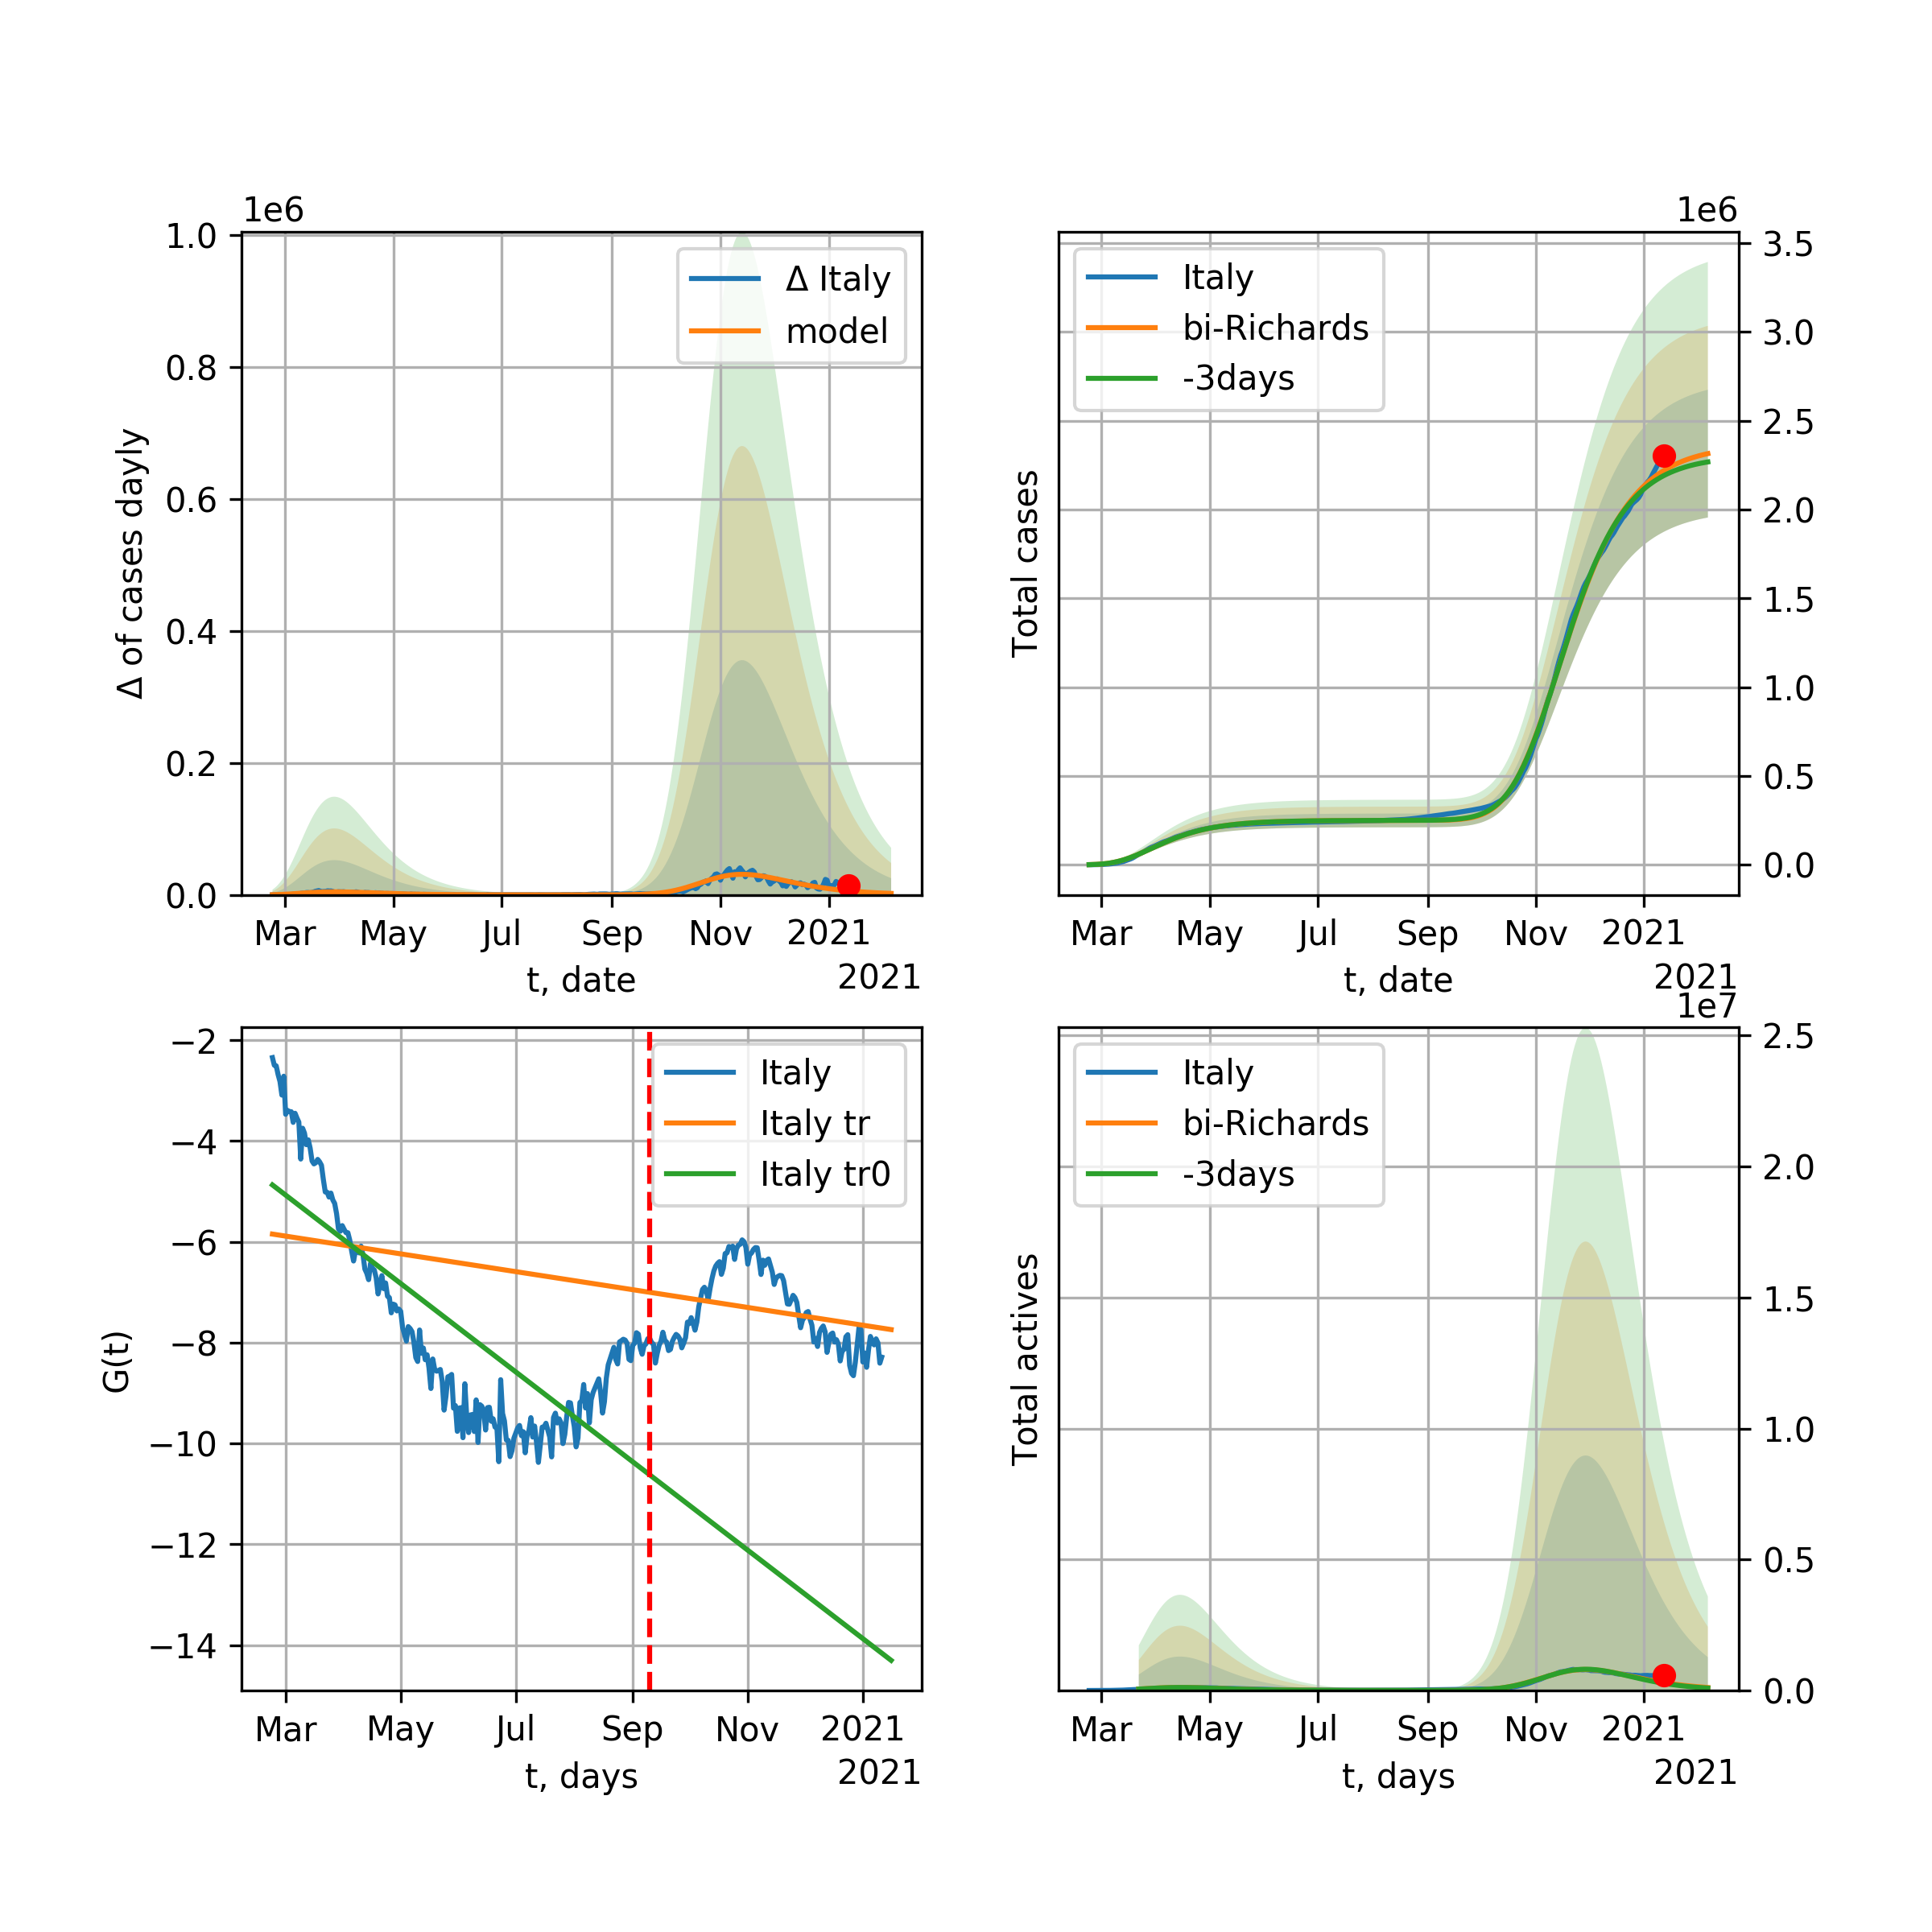 1e6
1.0
0.8
0.6
0.4
0.2
0.0
Δ of cases dayly
Δ Italy
model
Mar May Jul Sep Nov 2021
t, date
2021
1e6
Italy
bi-Richards
-3days
Total cases
3.5
3.0
2.5
2.0
1.5
1.0
0.5
0.0
Mar May Jul Sep Nov 2021
t, date
2021
−2
−4
−6
−8
−10
−12
−14
G(t)
Italy
Italy tr
Italy tr0
Mar May Jul Sep Nov 2021
t, days
2021
1e7
Italy
bi-Richards
-3days
Total actives
2.5
2.0
1.5
1.0
0.5
0.0
Mar May Jul Sep Nov 2021
t, days
2021